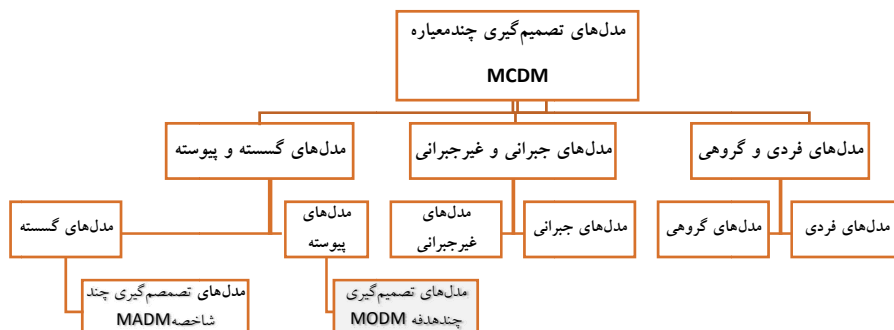 مدل‌های تصمیم‌گیری چندمعیاره
MCDM
مدل‌های فردی و گروهی
مدل‌های جبرانی و غیرجبرانی
مدل‌های گسسته و پیوسته
مدل‌های فردی
مدل‌های گروهی
مدل‌های جبرانی
مدل‌های
غیرجبرانی
مدل‌های
پیوسته
مدل‌های گسسته
مدل‌های تصمیم‌گیری
چندهدفه MODM
مدل‌های تصمصم‌گیری چند
شاخصهMADM